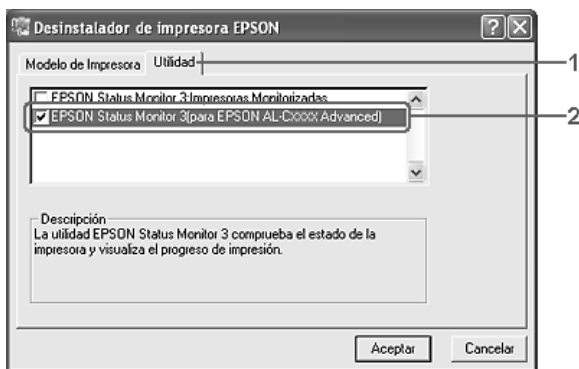 Desinstalador de impresora EPSON
Modelo de Impresora
Utilidad
1
EPSON Status Monitor 3:Impresoras Monitorizadas
EPSON Status Monitor 3(para EPSON AL-CXXXX Advanced)
2
Descripción
La utilidad EPSON Status Monitor 3 comprueba el estado de la
impresora y visualiza el progreso de impresión.
Aceptar
Cancelar